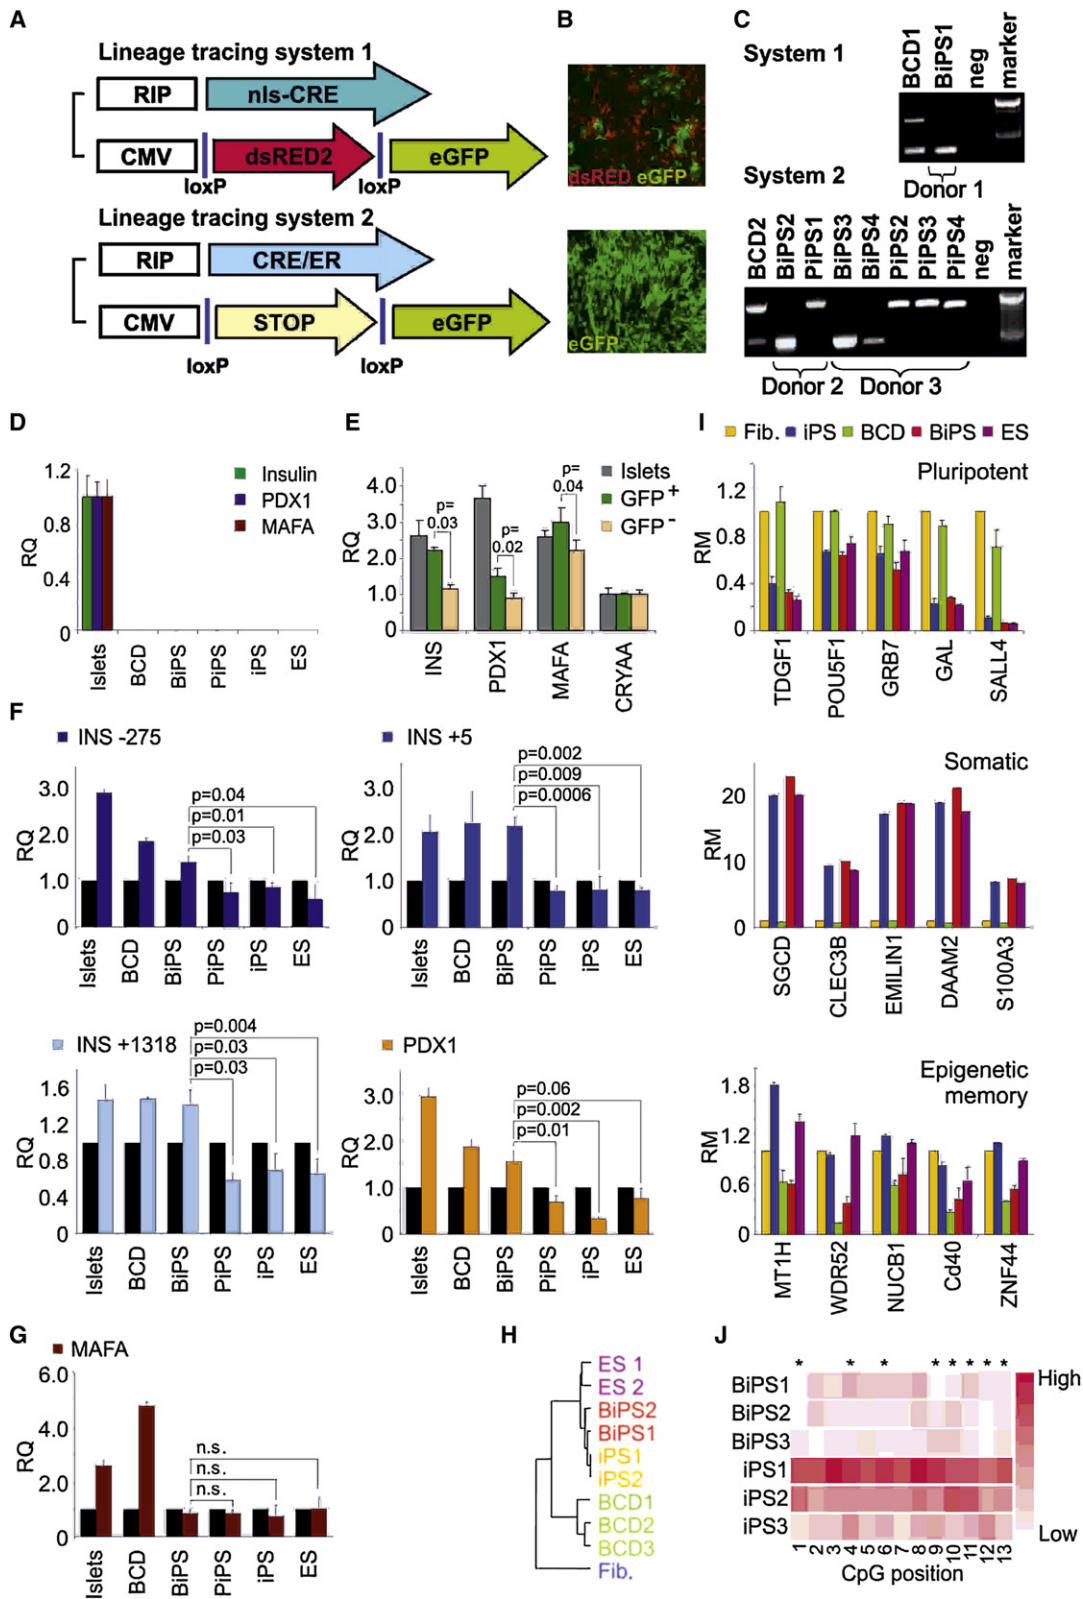 A
Lineage tracing system 1
RIP nls-CRE
CMV dsRED2 eGFP
loxP loxP
Lineage tracing system 2
RIP CRE/ER
CMV STOP eGFP
loxP loxP
B
dsRED eGFP
eGFP
C
System 1
BCD1 BiPS1 neg marker
Donor 1
System 2
BCD2 BiPS2 PiPS1 BiPS3 BiPS4 PiPS2 PiPS3 PiPS4 neg marker
Donor 2 Donor 3
D
Insulin
PDX1
MAFA
RQ
1.2
0.8
0.4
0
Islets BCD BiPS PiPS iPS ES
E
Islets
GFP +
GFP -
RQ
4.0
3.0
2.0
1.0
0
p= 0.03
p= 0.02
p= 0.04
INS PDX1 MAFA CRYAA
F
INS -275
RQ
3.0
2.0
1.0
0
p=0.04
p=0.01
p=0.03
Islets BCD BiPS PiPS iPS ES
INS +5
RQ
3.0
2.0
1.0
0
p=0.002
p=0.009
p=0.0006
Islets BCD BiPS PiPS iPS ES
INS +1318
RQ
1.6
1.2
0.8
0.4
0
p=0.004
p=0.03
p=0.03
Islets BCD BiPS PiPS iPS ES
PDX1
RQ
3.0
2.0
1.0
0
p=0.06
p=0.002
p=0.01
Islets BCD BiPS PiPS iPS ES
G
MAFA
RQ
6.0
4.0
2.0
0
n.s.
n.s.
n.s.
Islets BCD BiPS PiPS iPS ES
H
ES 1
ES 2
BiPS2
BiPS1
iPS1
iPS2
BCD1
BCD2
BCD3
Fib.
I
Fib. iPS BCD BiPS ES
Pluripotent
RM
1.2
0.8
0.4
0
TDGF1 POU5F1 GRB7 GAL SALL4
Somatic
RM
20
10
0
SGCD CLEC3B EMILIN1 DAAM2 S100A3
Epigenetic
memory
RM
1.8
1.2
0.6
0
MT1H WDR52 NUCB1 Cd40 ZNF44
J
* * * * * * * *
BiPS1
BiPS2
BiPS3
iPS1
iPS2
iPS3
High
Low
1 2 3 4 5 6 7 8 9 10 11 12 13
CpG position